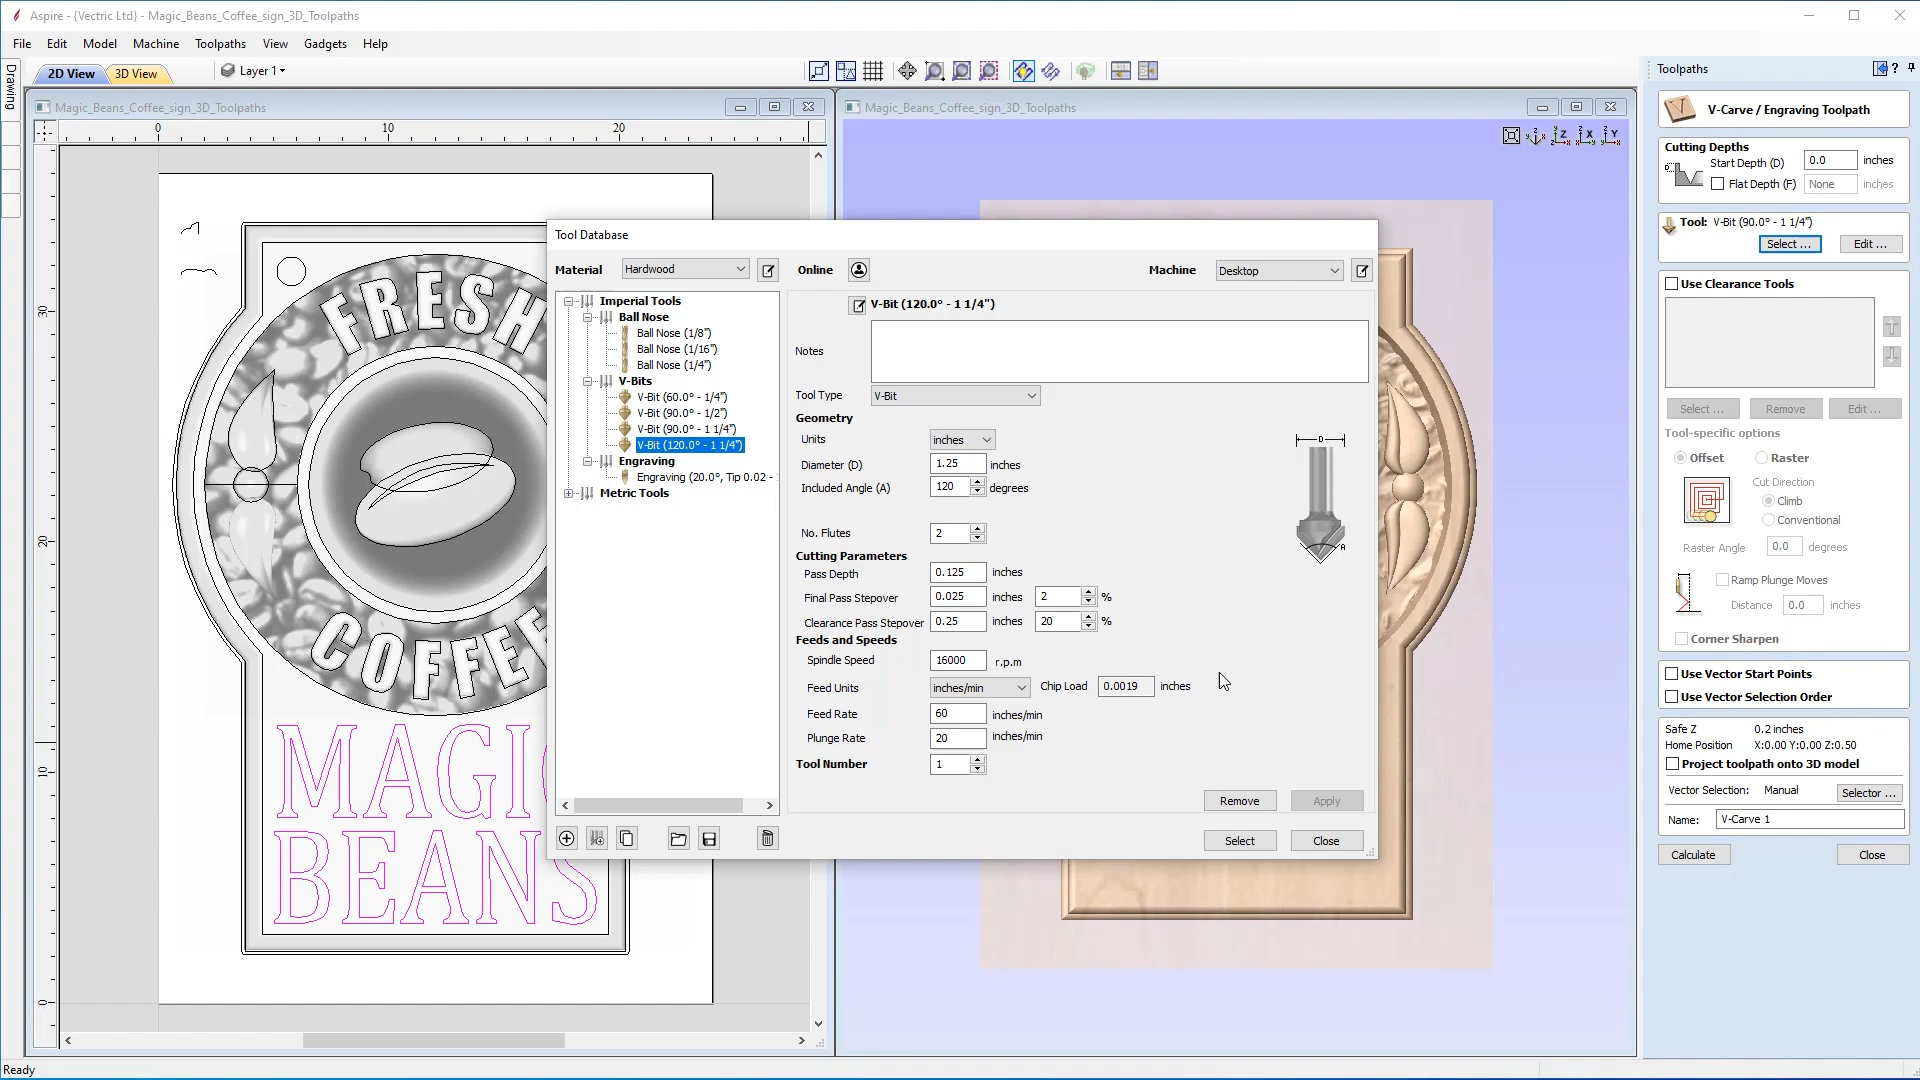 Aspire - {Vectric Ltd} - Magic_Beans_Coffee_sign_3D_Toolpaths
File Edit Model Machine Toolpaths View Gadgets Help
Drawing
2D View 3D View Layer 1
Magic_Beans_Coffee_sign_3D_Toolpaths
0 10 20
30
20
10
0
FRESH
COFFEE
MAGI
BEANS
Magic_Beans_Coffee_sign_3D_Toolpaths
Tool Database
Material Hardwood Online Machine Desktop
Imperial Tools
Ball Nose
Ball Nose (1/8")
Ball Nose (1/16")
Ball Nose (1/4")
V-Bits
V-Bit (60.0° - 1/4")
V-Bit (90.0° - 1/2")
V-Bit (90.0° - 1 1/4")
V-Bit (120.0° - 1 1/4")
Engraving
Engraving (20.0°, Tip 0.02 -
Metric Tools
V-Bit (120.0° - 1 1/4")
Notes
Tool Type V-Bit
Geometry
Units inches
Diameter (D) 1.25 inches
Included Angle (A) 120 degrees
No. Flutes 2
D
A
Cutting Parameters
Pass Depth 0.125 inches
Final Pass Stepover 0.025 inches 2 %
Clearance Pass Stepover 0.25 inches 20 %
Feeds and Speeds
Spindle Speed 16000 r.p.m
Feed Units inches/min Chip Load 0.0019 inches
Feed Rate 60 inches/min
Plunge Rate 20 inches/min
Tool Number 1
Remove Apply
Select Close
Toolpaths
V-Carve / Engraving Toolpath
Cutting Depths
Start Depth (D) 0.0 inches
Flat Depth (F) None inches
Tool: V-Bit (90.0° - 1 1/4")
Select ... Edit ...
Use Clearance Tools
Select ... Remove Edit ...
Tool-specific options
Offset Raster
Cut Direction
Climb
Conventional
Raster Angle 0.0 degrees
Ramp Plunge Moves
Distance 0.0 inches
Corner Sharpen
Use Vector Start Points
Use Vector Selection Order
Safe Z 0.2 inches
Home Position X:0.00 Y:0.00 Z:0.50
Project toolpath onto 3D model
Vector Selection: Manual Selector ...
Name: V-Carve 1
Calculate Close
Ready